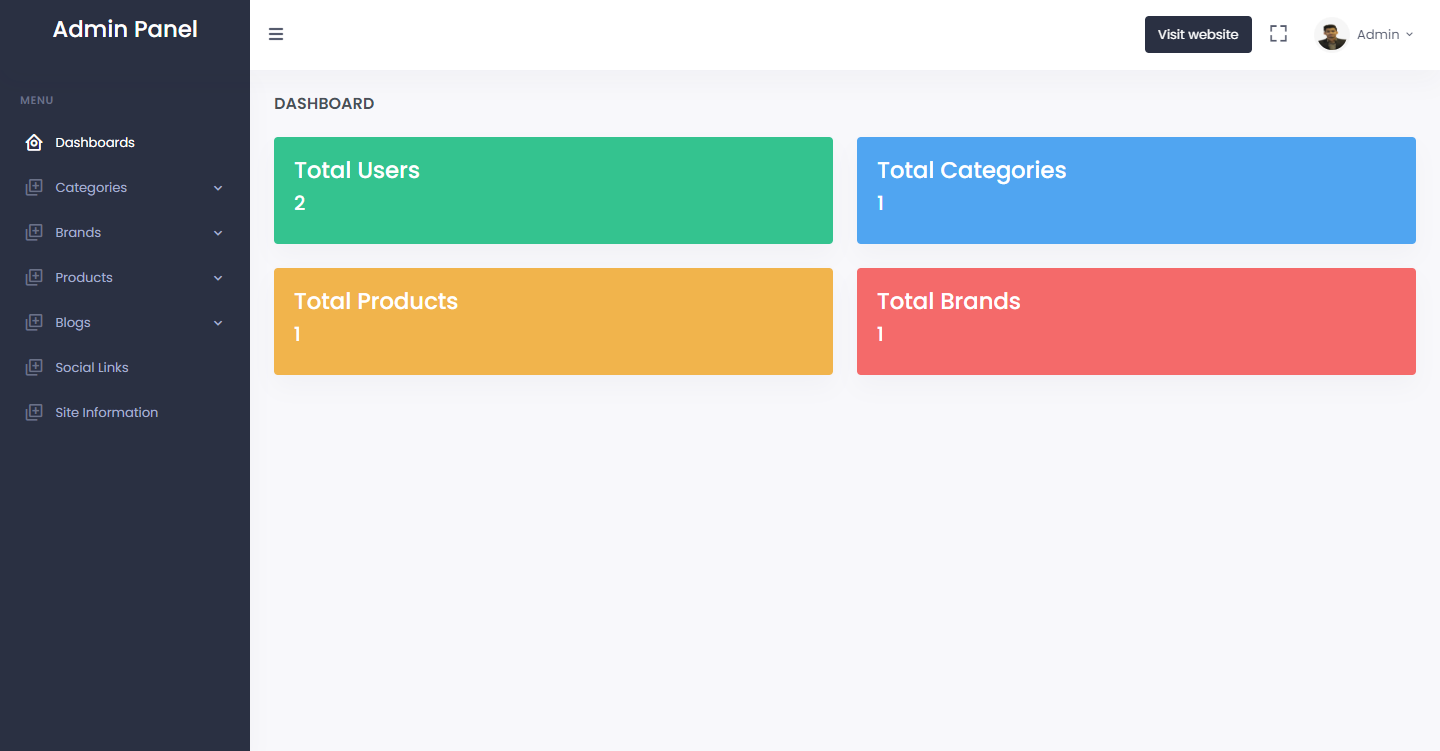 Admin Panel
Visit website
Admin
MENU
Dashboards
Categories
Brands
Products
Blogs
Social Links
Site Information
DASHBOARD
Total Users
2
Total Categories
1
Total Products
1
Total Brands
1